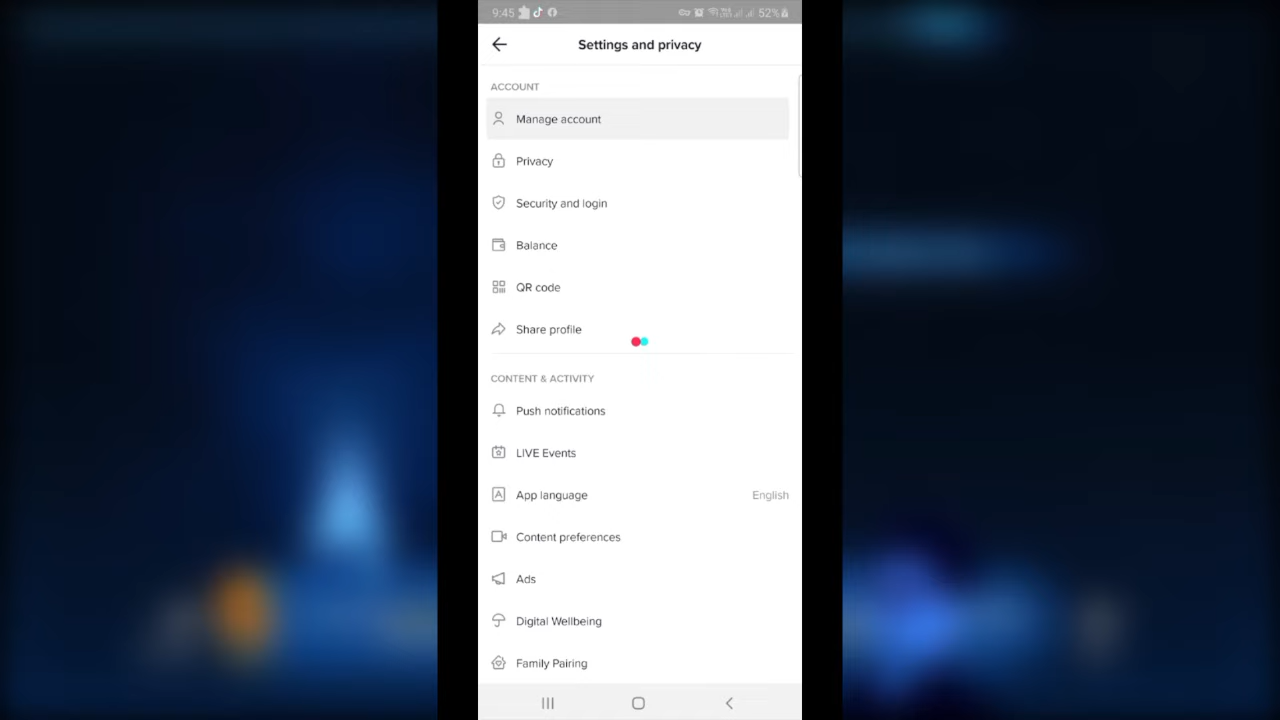 9:45 52%
Settings and privacy
ACCOUNT
Manage account
Privacy
Security and login
Balance
QR code
Share profile
CONTENT & ACTIVITY
Push notifications
LIVE Events
App language English
Content preferences
Ads
Digital Wellbeing
Family Pairing